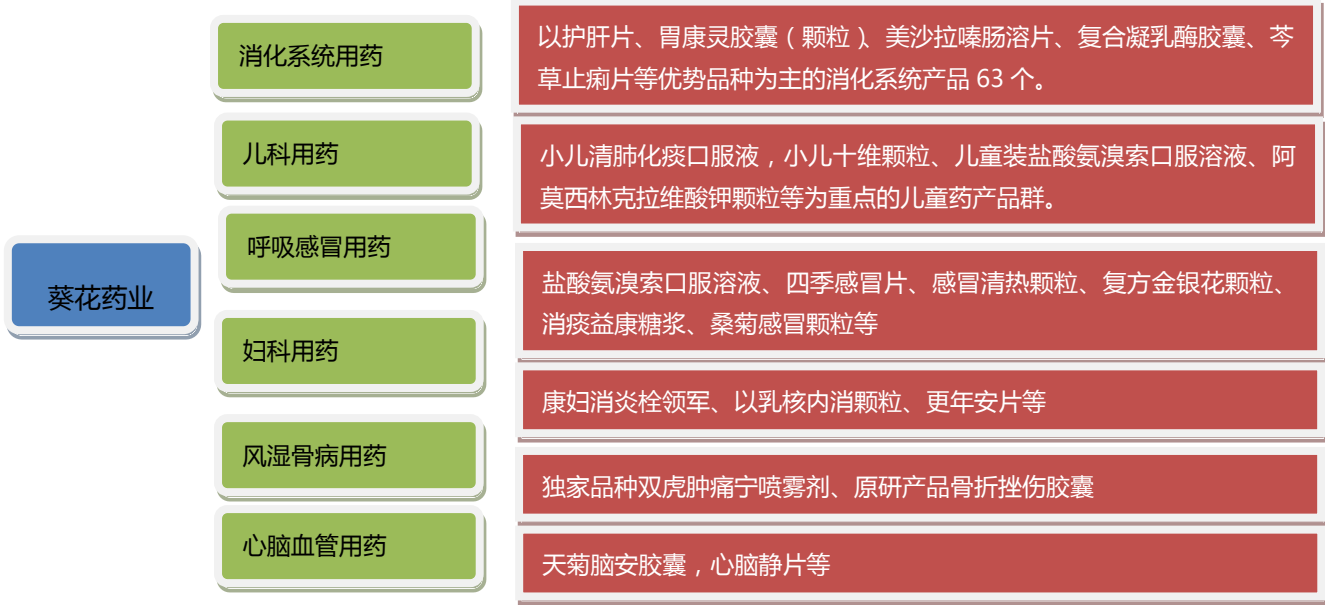 葵花药业
消化系统用药
以护肝片、胃康灵胶囊（颗粒）、美沙拉嗪肠溶片、复合凝乳酶胶囊、芩
草止痢片等优势品种为主的消化系统产品 63 个。
儿科用药
小儿清肺化痰口服液，小儿十维颗粒、儿童装盐酸氨溴索口服溶液、阿
莫西林克拉维酸钾颗粒等为重点的儿童药产品群。
呼吸感冒用药
盐酸氨溴索口服溶液、四季感冒片、感冒清热颗粒、复方金银花颗粒、
消痰益康糖浆、桑菊感冒颗粒等
妇科用药
康妇消炎栓领军、以乳核内消颗粒、更年安片等
风湿骨病用药
独家品种双虎肿痛宁喷雾剂、原研产品骨折挫伤胶囊
心脑血管用药
天菊脑安胶囊，心脑静片等